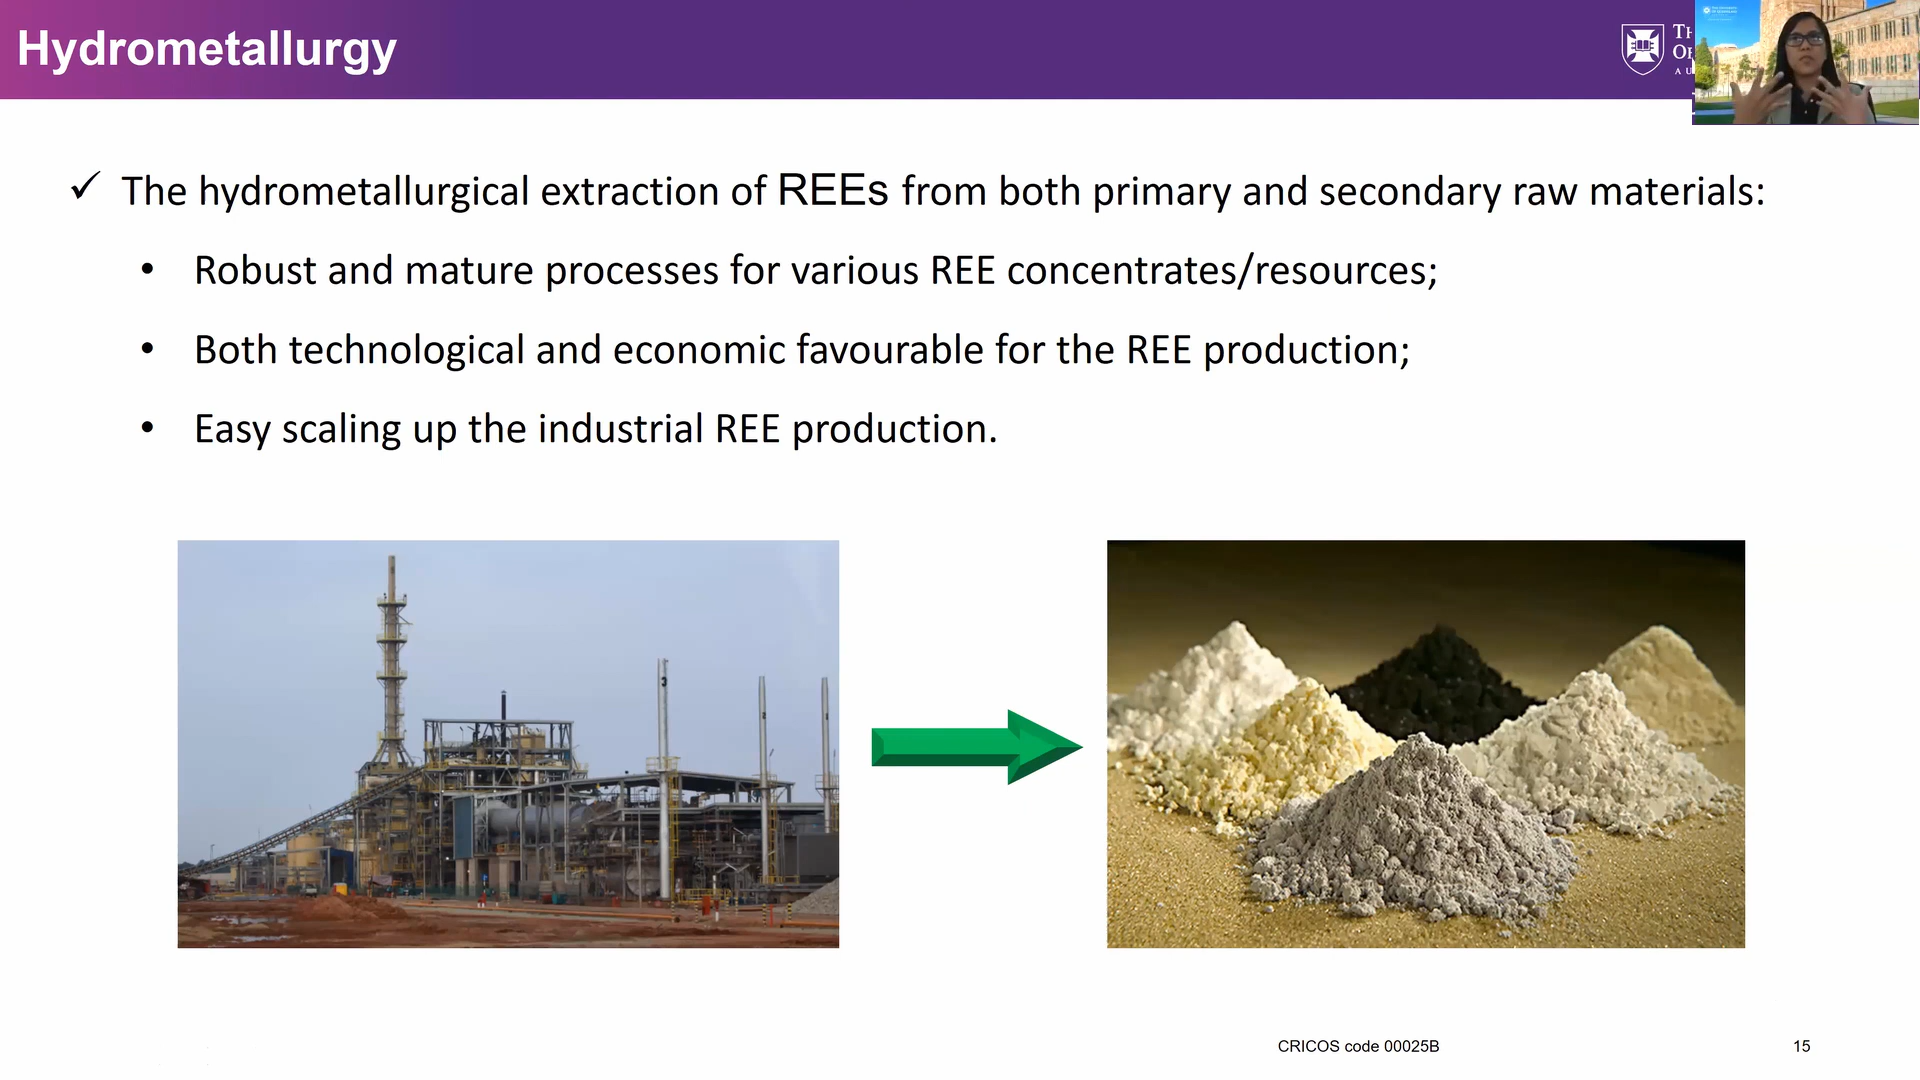 Hydrometallurgy
✓ The hydrometallurgical extraction of REEs from both primary and secondary raw materials:
• Robust and mature processes for various REE concentrates/resources;
• Both technological and economic favourable for the REE production;
• Easy scaling up the industrial REE production.
3
CRICOS code 00025B
15